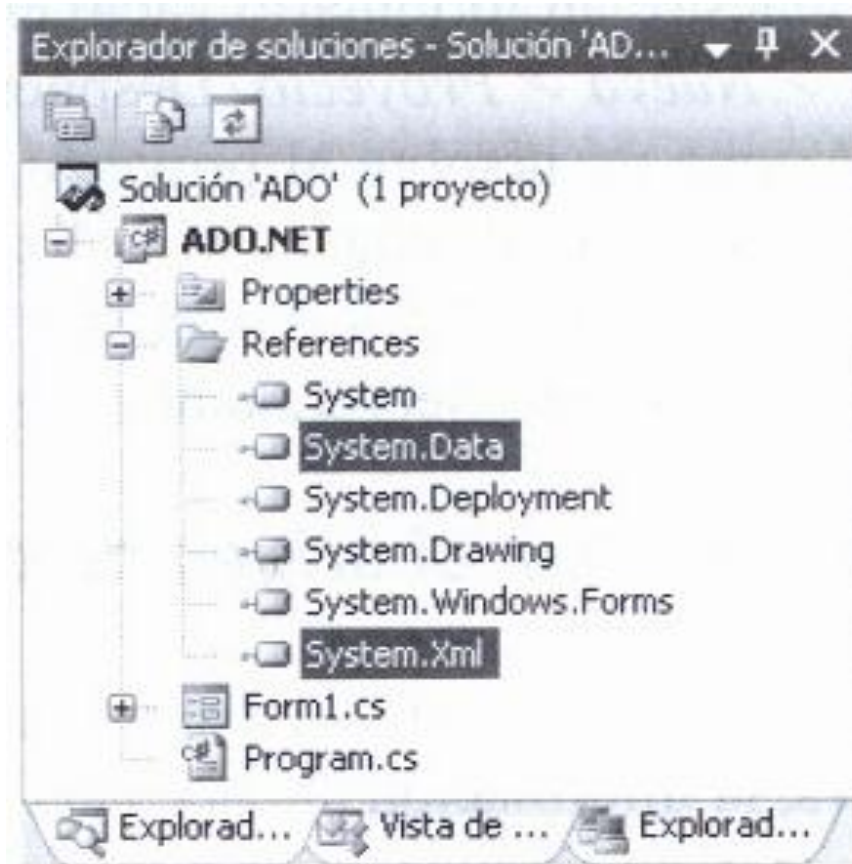 Explorador de soluciones - Solución 'AD...
Solución 'ADO' (1 proyecto)
C# ADO.NET
Properties
References
System
System.Data
System.Deployment
System.Drawing
System.Windows.Forms
System.Xml
Form1.cs
C# Program.cs
Explorad... Vista de ... Explorad...